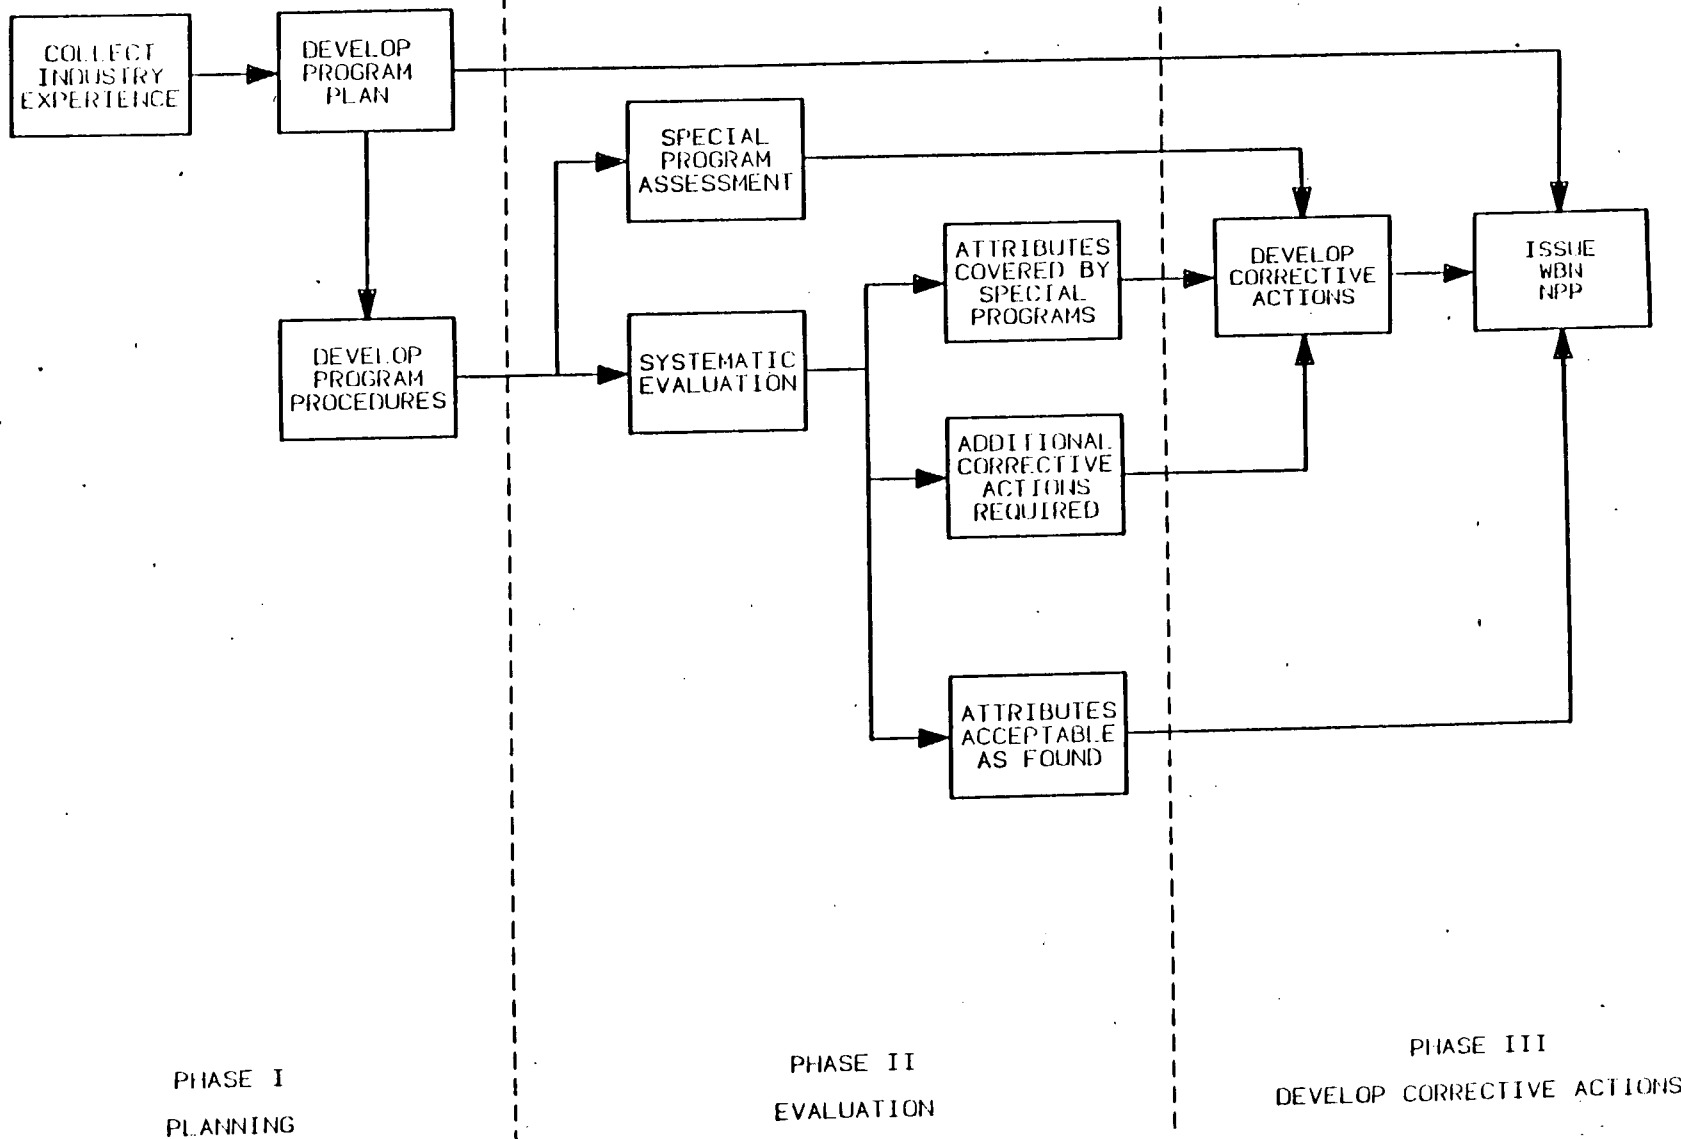 COLLECT
INDUSTRY
EXPERIENCE
DEVELOP
PROGRAM
PLAN
SPECIAL
PROGRAM
ASSESSMENT
ATTRIBUTES
COVERED BY
SPECIAL
PROGRAMS
DEVELOP
CORRECTIVE
ACTIONS
ISSUE
WBN
NPP
DEVELOP
PROGRAM
PROCEDURES
SYSTEMATIC
EVALUATION
ADDITIONAL
CORRECTIVE
ACTIONS
REQUIRED
ATTRIBUTES
ACCEPTABLE
AS FOUND
PHASE I
PLANNING
PHASE II
EVALUATION
PHASE III
DEVELOP CORRECTIVE ACTIONS